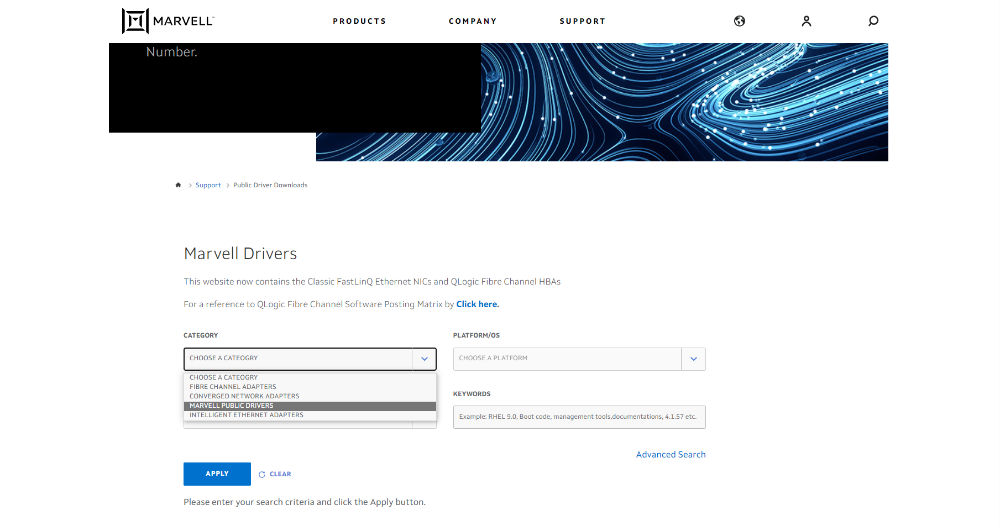 MARVELL™
PRODUCTS
COMPANY
SUPPORT
Number.
Support
Public Driver Downloads
Marvell Drivers
This website now contains the Classic FastLinQ Ethernet NICs and QLogic Fibre Channel HBAs
For a reference to QLogic Fibre Channel Software Posting Matrix by Click here.
CATEGORY
CHOOSE A CATEOGRY
CHOOSE A CATEOGRY
FIBRE CHANNEL ADAPTERS
CONVERGED NETWORK ADAPTERS
MARVELL PUBLIC DRIVERS
INTELLIGENT ETHERNET ADAPTERS
PLATFORM/OS
CHOOSE A PLATFORM
KEYWORDS
Example: RHEL 9.0, Boot code, management tools,documentations, 4.1.57 etc.
Advanced Search
APPLY
CLEAR
Please enter your search criteria and click the Apply button.